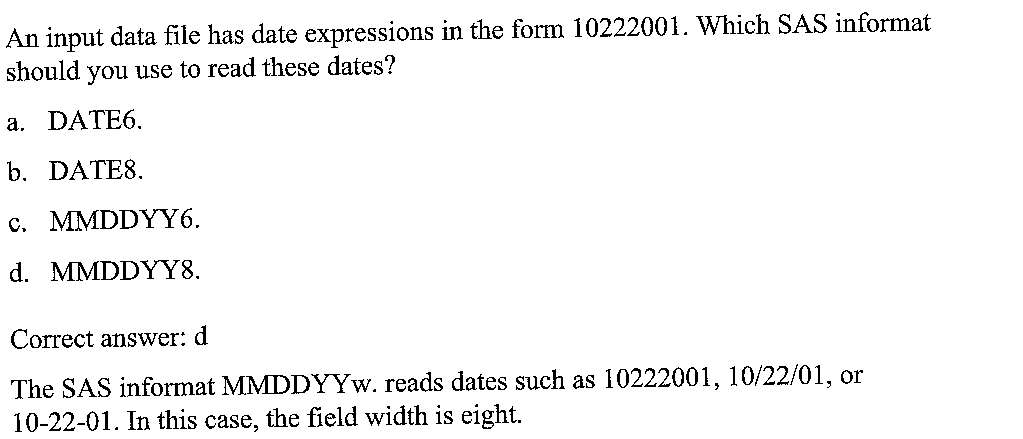 An input data file has date expressions in the form 10222001. Which SAS informat
should you use to read these dates?
a. DATE6.
b. DATE8.
c. MMDDYY6.
d. MMDDYY8.
Correct answer: d
The SAS informat MMDDYYw. reads dates such as 10222001, 10/22/01, or
10-22-01. In this case, the field width is eight.